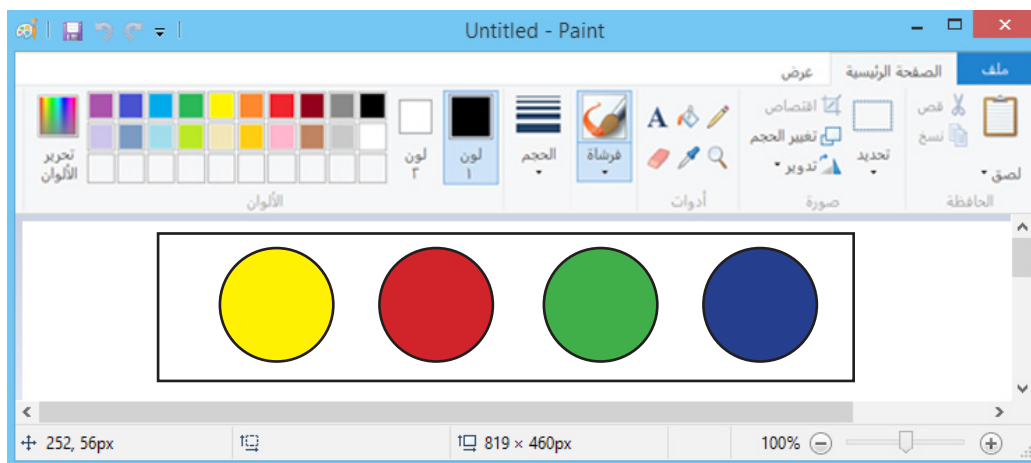 Untitled - Paint
ملف
الصفحة الرئيسية
عرض
لصق
قص
نسخ
الحافظة
تحديد
اقتصاص
تغيير الحجم
تدوير
صورة
A
أدوات
فرشاة
الحجم
لون
١
لون
٢
تحرير
الألوان
الألوان
252, 56px
819 × 460px
100%